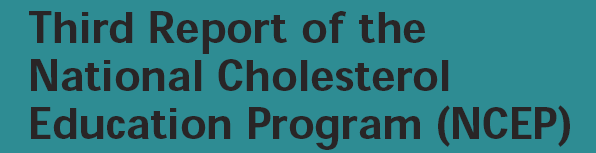 Third Report of the
National Cholesterol
Education Program (NCEP)